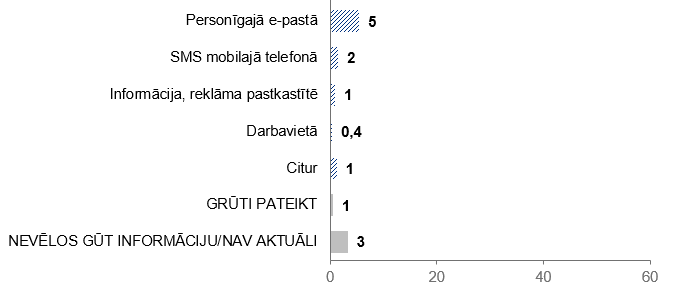 Personīgajā e-pastā 5
SMS mobilajā telefonā 2
Informācija, reklāma pastkastītē 1
Darbavietā 0,4
Citur 1
GRŪTI PATEIKT 1
NEVĒLOS GŪT INFORMĀCIJU/NAV AKTUĀLI 3
0 20 40 60